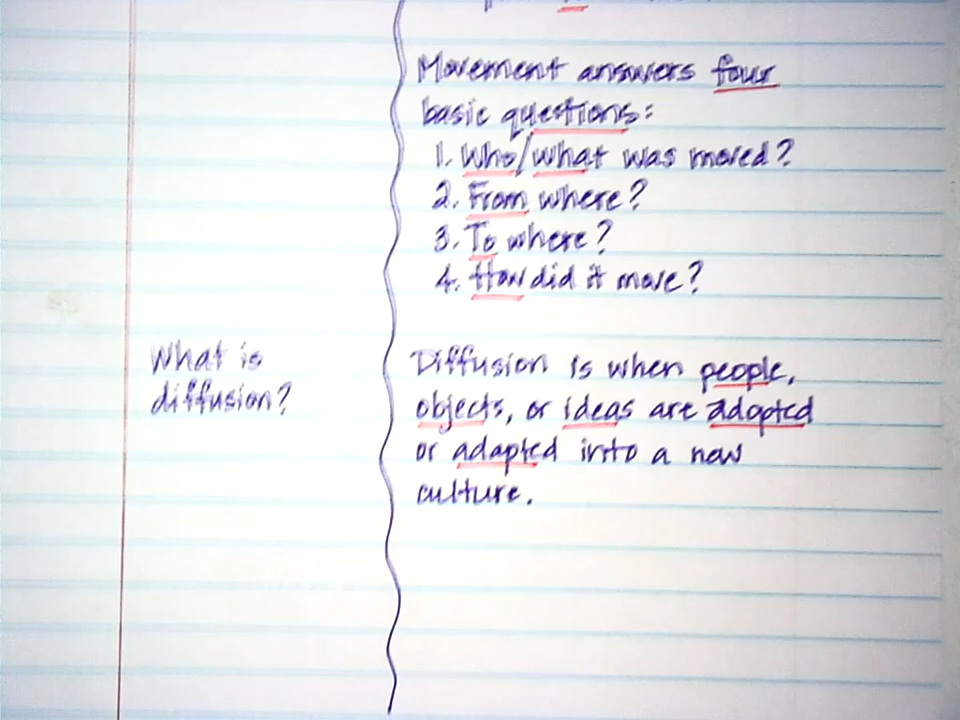 Movement answers four
basic questions:
1. Who/what was moved?
2. From where?
3. To where?
4. How did it move?
What is
diffusion?
Diffusion is when people,
objects, or ideas are adopted
or adapted into a new
culture.